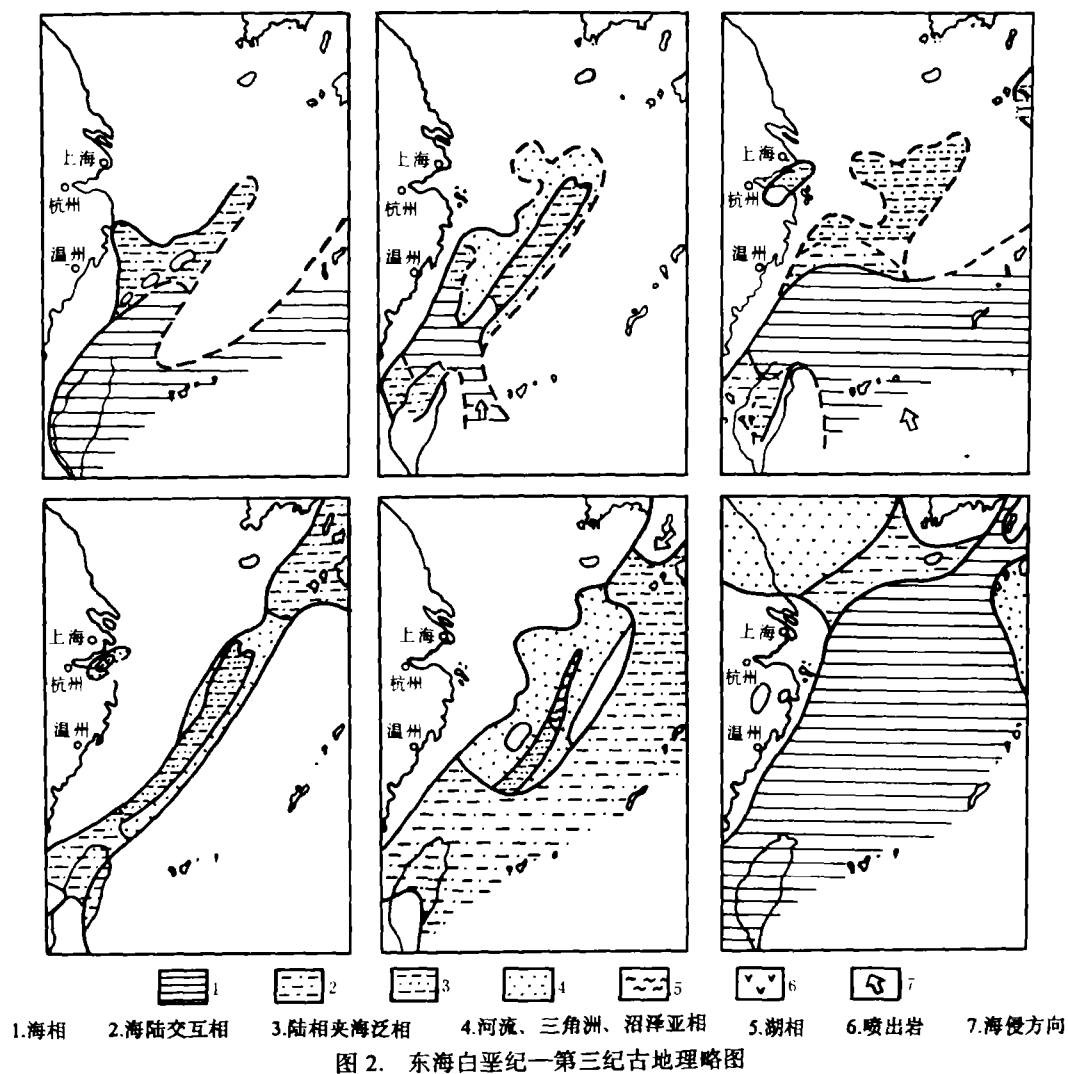 上海
杭州
温州
上海
杭州
温州
上海
杭州
温州
上海
杭州
温州
上海
杭州
温州
上海
杭州
温州
1 2 3 4 5 6 7
1.海相 2.海陆交互相 3.陆相夹海泛相 4.河流、三角洲、沼泽亚相 5.湖相 6.喷出岩 7.海侵方向
图 2. 东海白垩纪—第三纪古地理略图